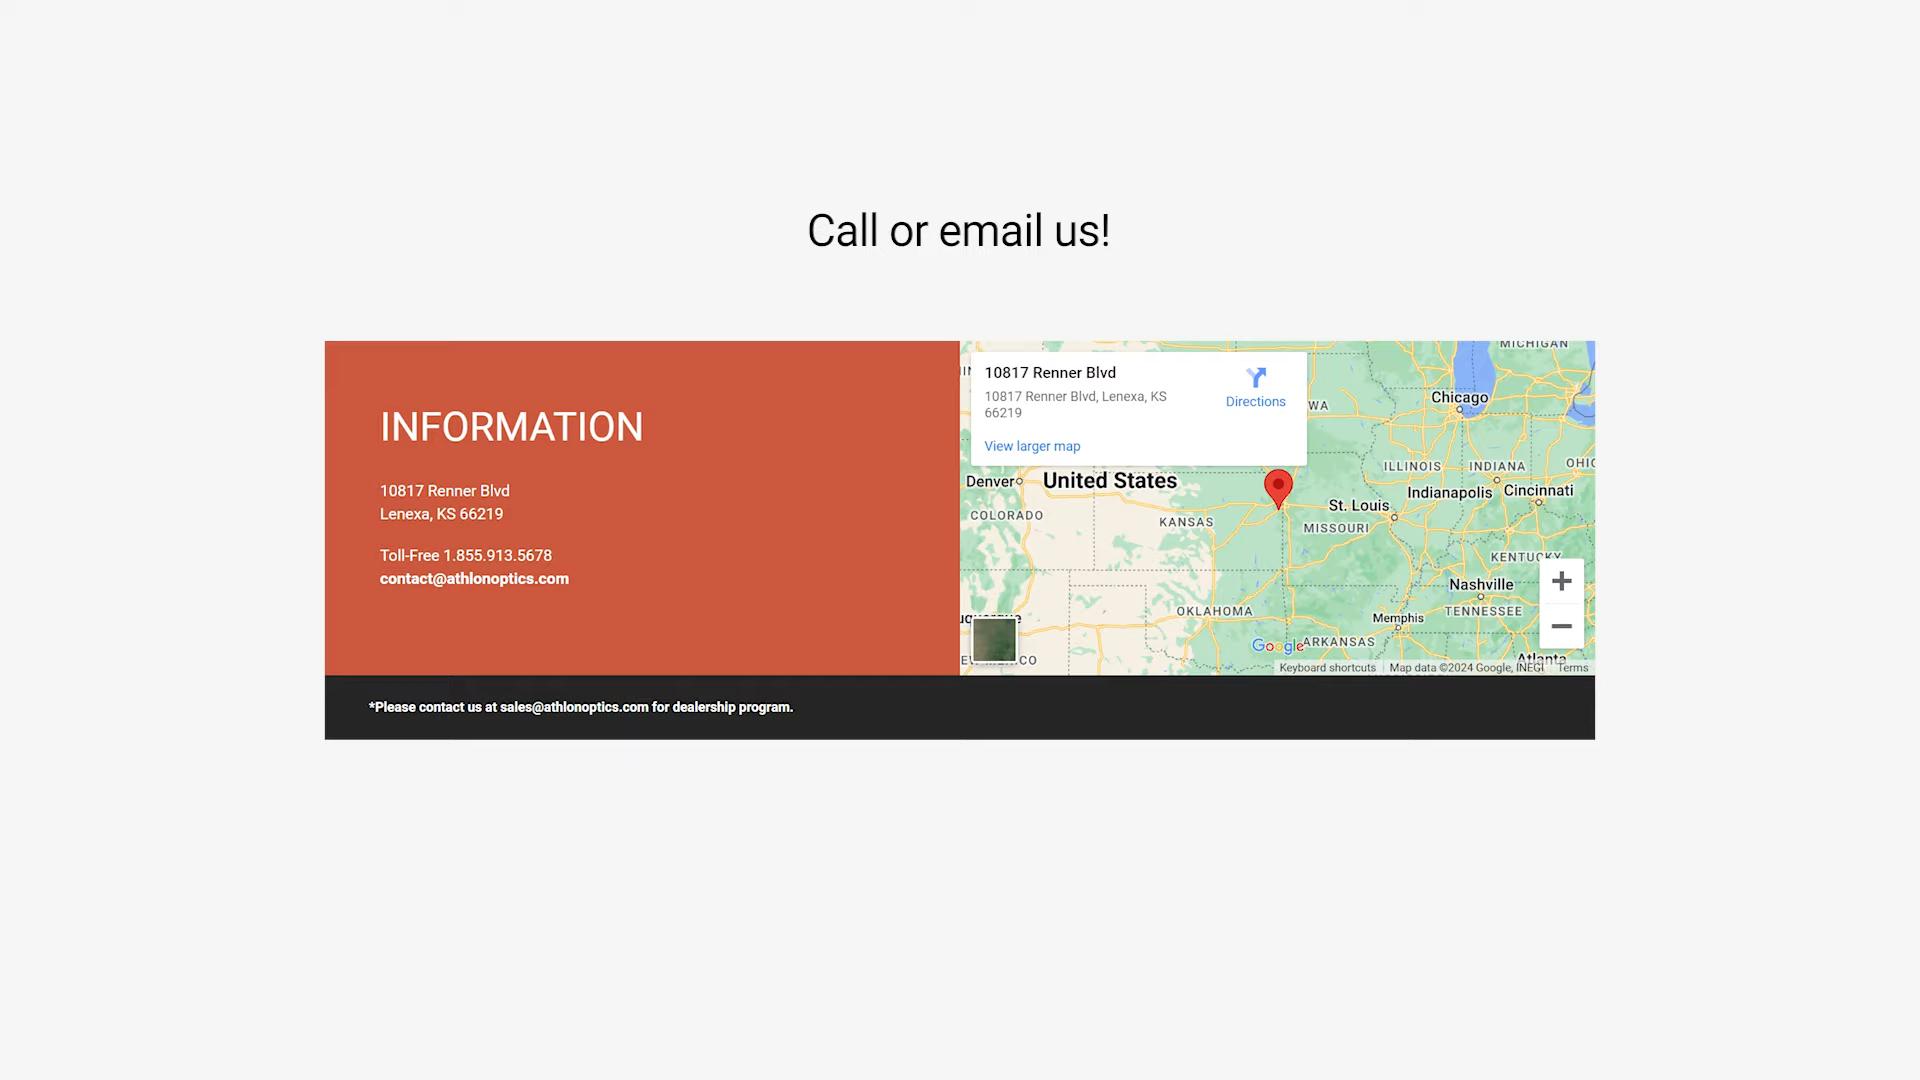 Call or email us!
INFORMATION
10817 Renner Blvd
Lenexa, KS 66219
Toll-Free 1.855.913.5678
contact@athlonoptics.com
*Please contact us at sales@athlonoptics.com for dealership program.
10817 Renner Blvd
10817 Renner Blvd, Lenexa, KS
66219
Directions
View larger map
MICHIGAN
Chicago
WA
ILLINOIS
INDIANA
OHIO
Denver
United States
Indianapolis
Cincinnati
COLORADO
KANSAS
St. Louis
MISSOURI
KENTUCKY
Nashville
OKLAHOMA
TENNESSEE
Memphis
Google
ARKANSAS
Atlanta
Keyboard shortcuts
Map data ©2024 Google, INEGI
Terms